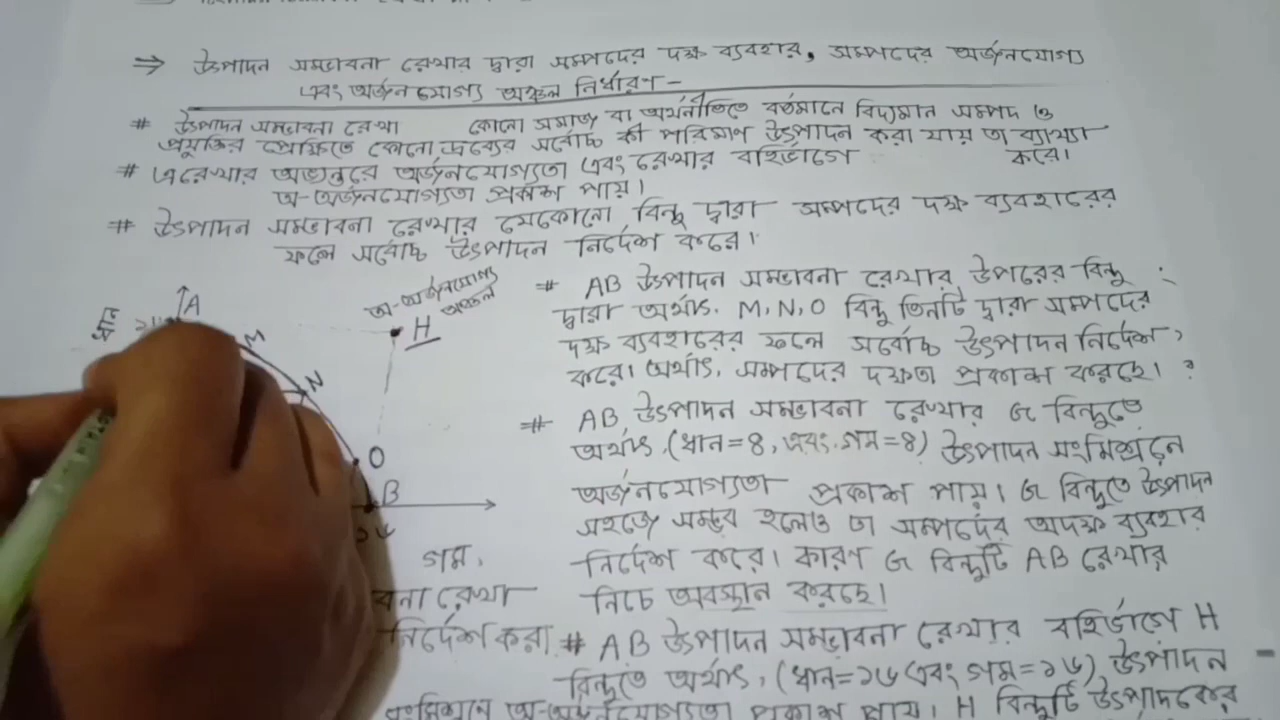 ⇒ উৎপাদন সম্ভাবনা রেখার দ্বারা সম্পদের দক্ষ ব্যবহার, সম্পদের অর্জনযোগ্য
এবং অর্জনযোগ্য অঞ্চল নির্ধারণ-
# উৎপাদন সম্ভাবনা রেখা কোনো সমাজ বা অর্থনীতিতে বর্তমানে বিদ্যমান সম্পদ ও
প্রযুক্তির প্রেক্ষিতে কোনো দ্রব্যের সর্বোচ্চ কী পরিমাণ উৎপাদন করা যায় তা ব্যাখ্যা
করে।
# এ রেখার অভ্যন্তরে অর্জনযোগ্যতা এবং রেখার বহির্ভাগে
অ-অর্জনযোগ্যতা প্রকাশ পায়।
# উৎপাদন সম্ভাবনা রেখার যেকোনো বিন্দু দ্বারা সম্পদের দক্ষ ব্যবহারের
ফলে সর্বোচ্চ উৎপাদন নির্দেশ করে।
ধান
A
M
N
O
B
অ-অর্জনযোগ্য
অঞ্চল
H
১৬
গম.
বনা রেখা
নির্দেশ করা
# AB উৎপাদন সম্ভাবনা রেখার উপরের বিন্দু
দ্বারা অর্থাৎ, M, N, O বিন্দু তিনটি দ্বারা সম্পদের
দক্ষ ব্যবহারের ফলে সর্বোচ্চ উৎপাদন নির্দেশ
করে। অর্থাৎ, সম্পদের দক্ষতা প্রকাশ করছে।
# AB উৎপাদন সম্ভাবনা রেখার G বিন্দুতে
অর্থাৎ, (ধান=৪, এবং গম=৪) উৎপাদন সংমিশ্রনে
অর্জনযোগ্যতা প্রকাশ পায়। G বিন্দুতে উৎপাদন
সহজে সম্ভব হলেও তা সম্পদের অদক্ষ ব্যবহার
নির্দেশ করে। কারণ G বিন্দুটি AB রেখার
নিচে অবস্থান করছে।
# AB উৎপাদন সম্ভাবনা রেখার বহির্ভাগে H
বিন্দুতে অর্থাৎ, (ধান=১৬ এবং গম=১৬) উৎপাদন
সংমিশ্রনে অ-অর্জনযোগ্যতা প্রকাশ পায়। H বিন্দুটি উৎপাদকের